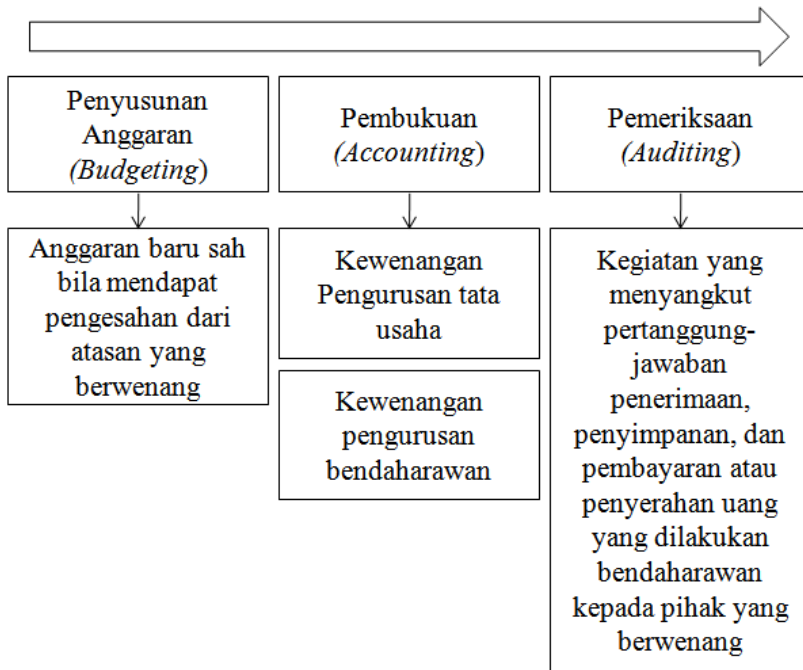 Penyusunan
Anggaran
(Budgeting)
Pembukuan
(Accounting)
Pemeriksaan
(Auditing)
Anggaran baru sah
bila mendapat
pengesahan dari
atasan yang
berwenang
Kewenangan
Pengurusan tata
usaha
Kewenangan
pengurusan
bendaharawan
Kegiatan yang
menyangkut
pertanggung-
jawaban
penerimaan,
penyimpanan, dan
pembayaran atau
penyerahan uang
yang dilakukan
bendaharawan
kepada pihak yang
berwenang